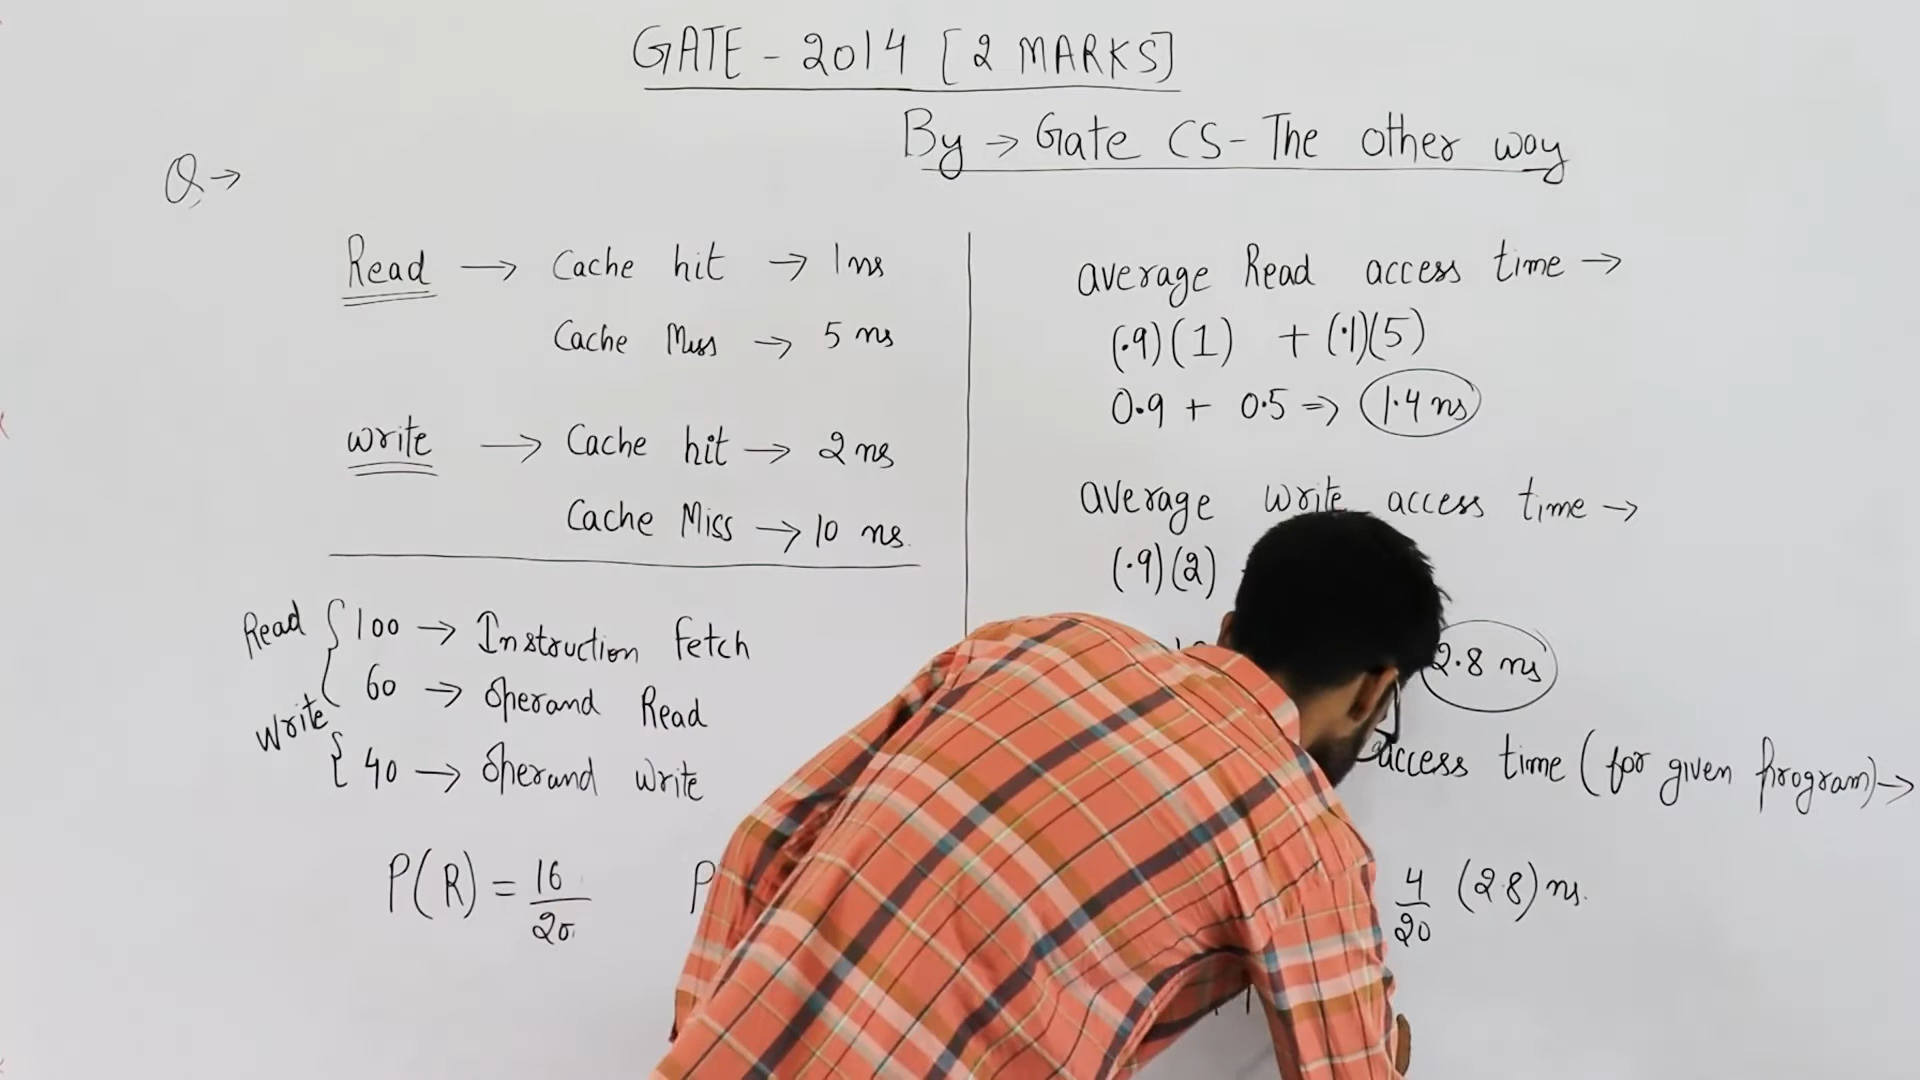 GATE - 2014 [2 MARKS]
By → Gate CS - The other way
Q →
Read → Cache hit → 1ns
Cache Miss → 5 ns
write → Cache hit → 2 ns
Cache Miss → 10 ns.
Read { 100 → Instruction Fetch
60 → Operand Read
Write { 40 → Operand write
P(R) = 16/20
P
average Read access time →
(.9)(1) + (.1)(5)
0.9 + 0.5 ⇒ 1.4 ns
average write access time →
(.9)(2)
2.8 ns
access time (for given program) →
4/20 (2.8) ns.